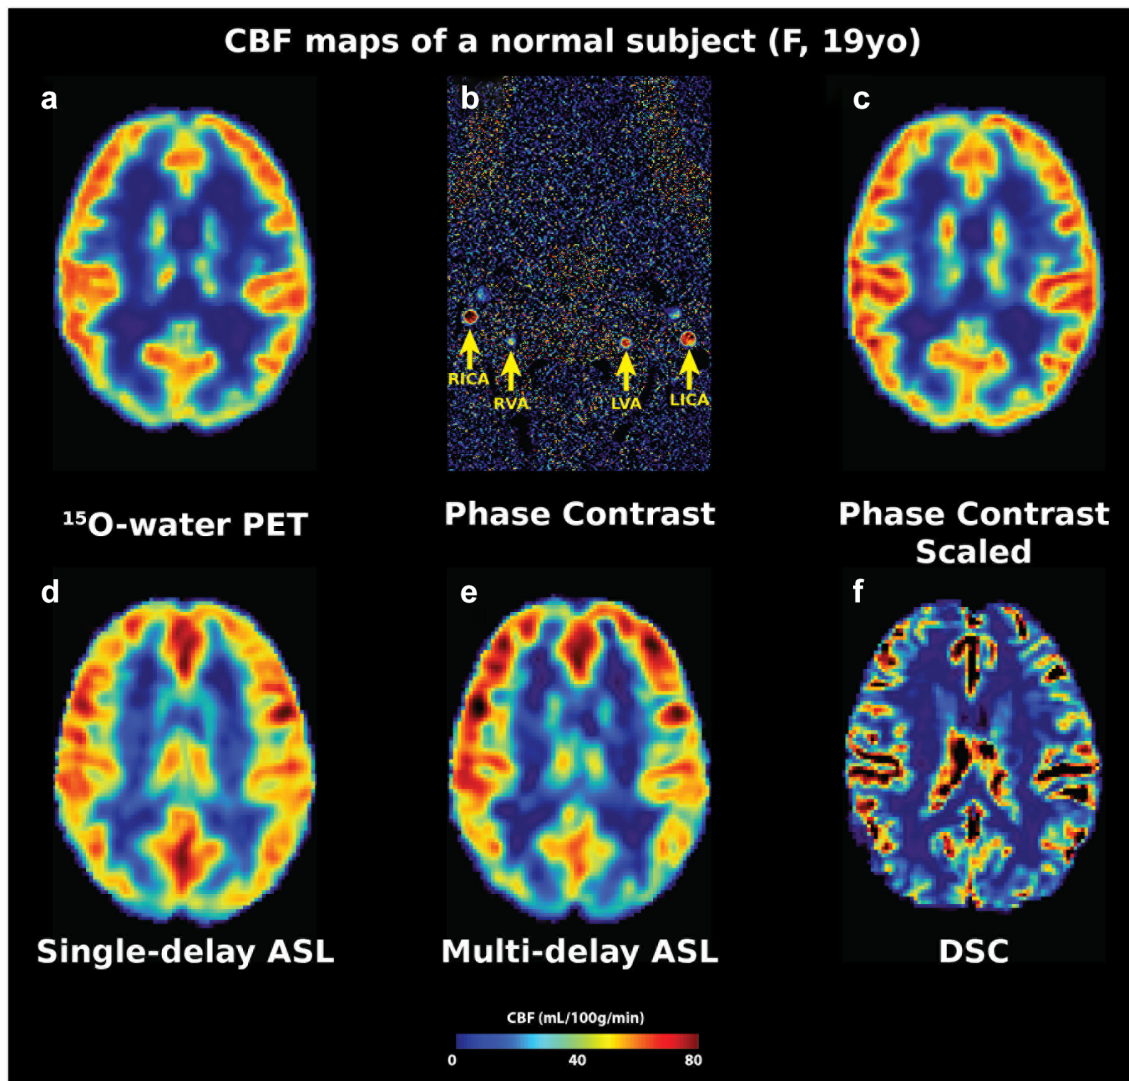 CBF maps of a normal subject (F, 19yo)
a
b
c
RICA
RVA
LVA
LICA
¹⁵O-water PET
Phase Contrast
Phase Contrast
Scaled
d
e
f
Single-delay ASL
Multi-delay ASL
DSC
CBF (mL/100g/min)
0
40
80